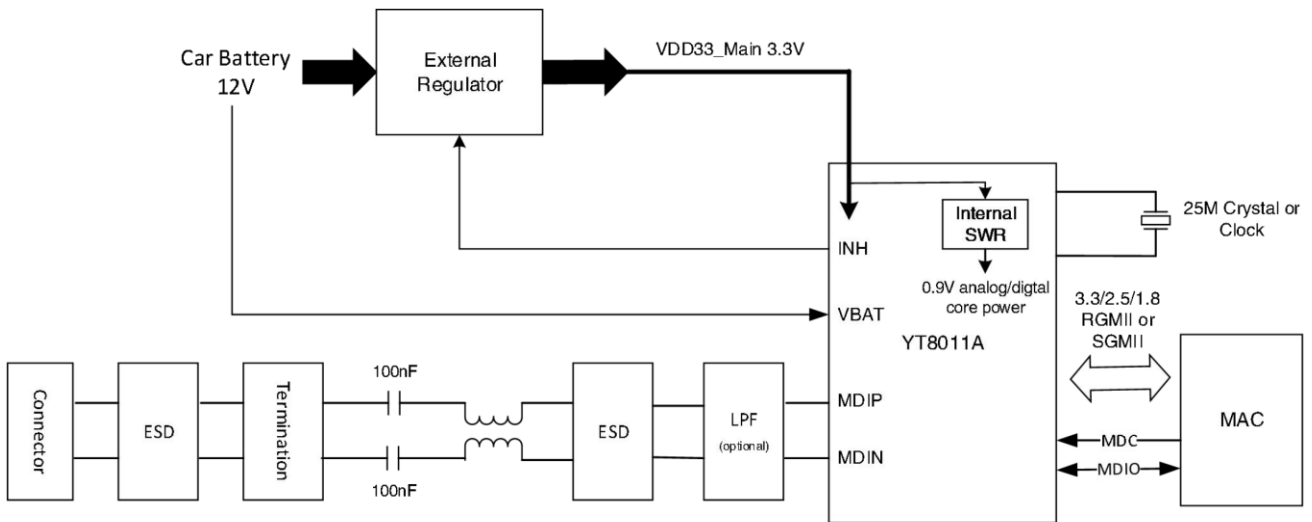 Car Battery
12V
External
Regulator
VDD33_Main 3.3V
Internal
SWR
0.9V analog/digtal
core power
INH
VBAT
YT8011A
MDIP
MDIN
25M Crystal or
Clock
3.3/2.5/1.8
RGMII or
SGMII
MAC
MDC
MDIO
Connector
ESD
Termination
100nF
100nF
ESD
LPF
(optional)